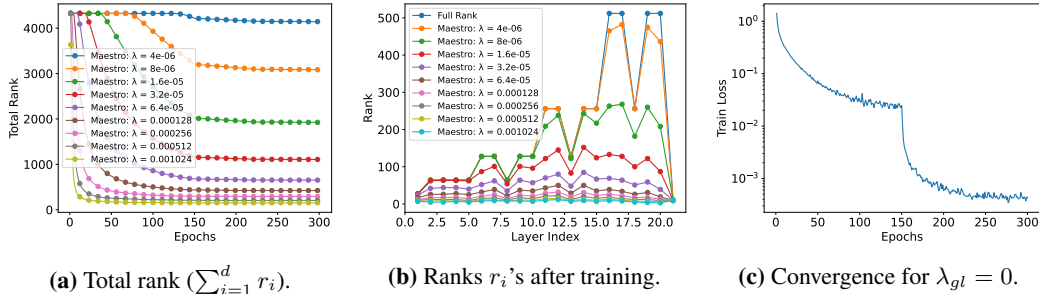 4000
3000
2000
1000
0
Total Rank
Maestro: λ = 4e-06
Maestro: λ = 8e-06
Maestro: λ = 1.6e-05
Maestro: λ = 3.2e-05
Maestro: λ = 6.4e-05
Maestro: λ = 0.000128
Maestro: λ = 0.000256
Maestro: λ = 0.000512
Maestro: λ = 0.001024
0 50 100 150 200 250 300
Epochs
(a) Total rank (∑_{i=1}^{d} r_i).
500
400
300
200
100
0
Rank
Full Rank
Maestro: λ = 4e-06
Maestro: λ = 8e-06
Maestro: λ = 1.6e-05
Maestro: λ = 3.2e-05
Maestro: λ = 6.4e-05
Maestro: λ = 0.000128
Maestro: λ = 0.000256
Maestro: λ = 0.000512
Maestro: λ = 0.001024
0.0 2.5 5.0 7.5 10.0 12.5 15.0 17.5 20.0
Layer Index
(b) Ranks r_i's after training.
10^0
10^{-1}
10^{-2}
10^{-3}
Train Loss
0 50 100 150 200 250 300
Epochs
(c) Convergence for λ_{gl} = 0.